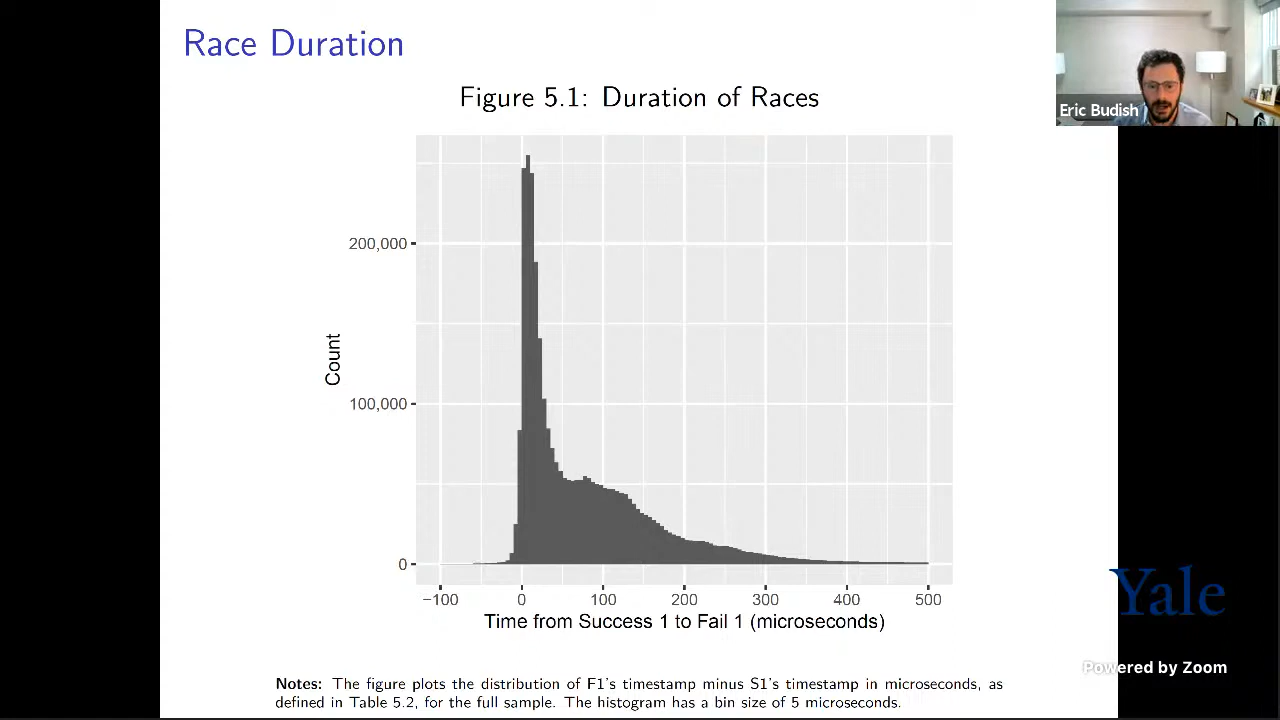 Race Duration
Figure 5.1: Duration of Races
Eric Budish
200,000
100,000
0
Count
−100
0
100
200
300
400
500
Time from Success 1 to Fail 1 (microseconds)
Yale
Powered by Zoom
Notes: The figure plots the distribution of F1's timestamp minus S1's timestamp in microseconds, as
defined in Table 5.2, for the full sample. The histogram has a bin size of 5 microseconds.